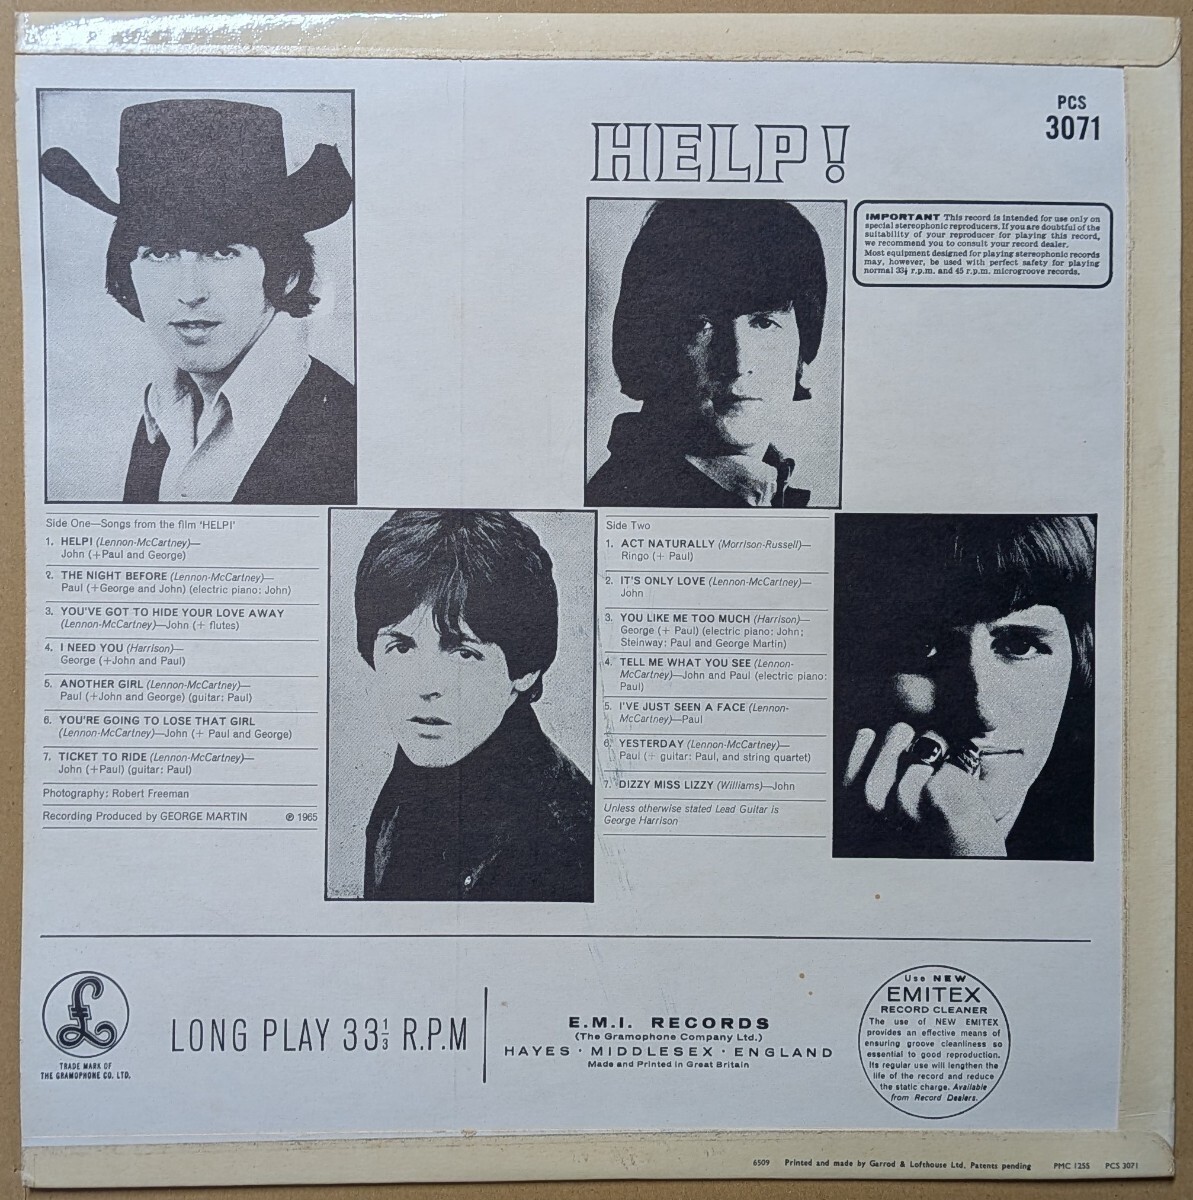 PCS
3071
HELP!
IMPORTANT This record is intended for use only on
special stereophonic reproducers. If you are doubtful of the
suitability of your reproducer for playing this record,
we recommend you to consult your record dealer.
Most equipment designed for playing stereophonic records
may, however, be used with perfect safety for playing
normal 33⅓ r.p.m. and 45 r.p.m. microgroove records.
Side One—Songs from the film 'HELP!'
1. HELP! (Lennon-McCartney)—
John (+Paul and George)
2. THE NIGHT BEFORE (Lennon-McCartney)—
Paul (+George and John) (electric piano: John)
3. YOU'VE GOT TO HIDE YOUR LOVE AWAY
(Lennon-McCartney)—John (+ flutes)
4. I NEED YOU (Harrison)—
George (+John and Paul)
5. ANOTHER GIRL (Lennon-McCartney)—
Paul (+John and George) (guitar: Paul)
6. YOU'RE GOING TO LOSE THAT GIRL
(Lennon-McCartney)—John (+ Paul and George)
7. TICKET TO RIDE (Lennon-McCartney)—
John (+Paul) (guitar: Paul)
Photography: Robert Freeman
Recording Produced by GEORGE MARTIN ℗ 1965
Side Two
1. ACT NATURALLY (Morrison-Russell)—
Ringo (+ Paul)
2. IT'S ONLY LOVE (Lennon-McCartney)—
John
3. YOU LIKE ME TOO MUCH (Harrison)—
George (+ Paul) (electric piano: John;
Steinway: Paul and George Martin)
4. TELL ME WHAT YOU SEE (Lennon-
McCartney)—John and Paul (electric piano:
Paul)
5. I'VE JUST SEEN A FACE (Lennon-
McCartney)—Paul
6. YESTERDAY (Lennon-McCartney)—
Paul (+ guitar: Paul, and string quartet)
7. DIZZY MISS LIZZY (Williams)—John
Unless otherwise stated Lead Guitar is
George Harrison
£
TRADE MARK OF
THE GRAMOPHONE CO. LTD.
LONG PLAY 33⅓ R.P.M
E.M.I. RECORDS
(The Gramophone Company Ltd.)
HAYES · MIDDLESEX · ENGLAND
Made and Printed in Great Britain
Use NEW
EMITEX
RECORD CLEANER
The use of NEW EMITEX
provides an effective means of
ensuring groove cleanliness so
essential to good reproduction.
Its regular use will lengthen the
life of the record and reduce
the static charge. Available
from Record Dealers.
6509 Printed and made by Garrod & Lofthouse Ltd. Patents pending PMC 1255 PCS 3071